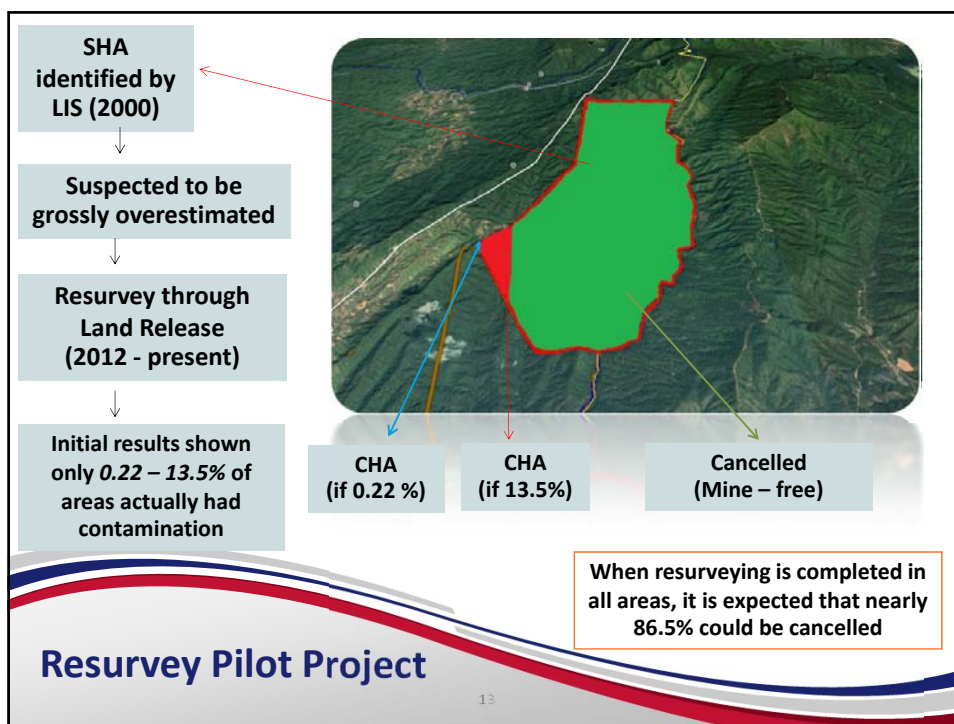 SHA
identified by
LIS (2000)
Suspected to be
grossly overestimated
Resurvey through
Land Release
(2012 - present)
Initial results shown
only 0.22 – 13.5% of
areas actually had
contamination
CHA
(if 0.22 %)
CHA
(if 13.5%)
Cancelled
(Mine – free)
When resurveying is completed in
all areas, it is expected that nearly
86.5% could be cancelled
Resurvey Pilot Project
13